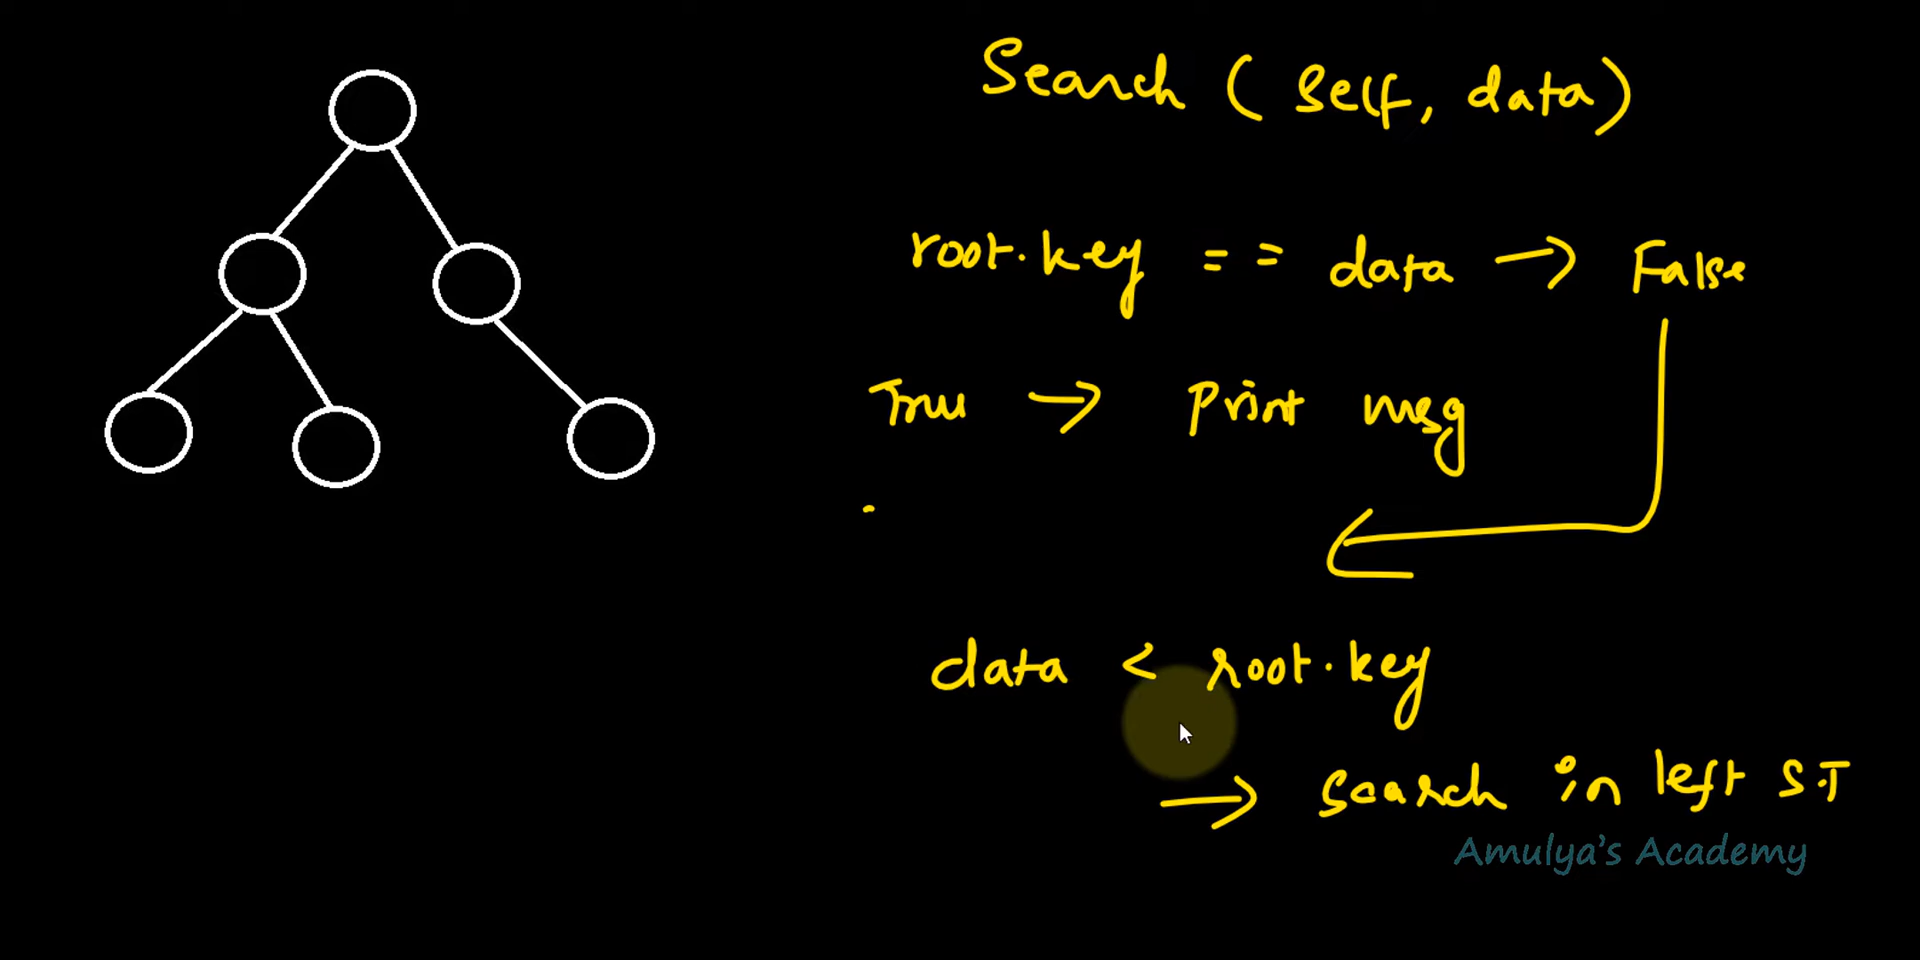 Search ( self, data)
root.key == data → False
True → Print msg
data < root.key
→ search in left S.T
Amulya's Academy